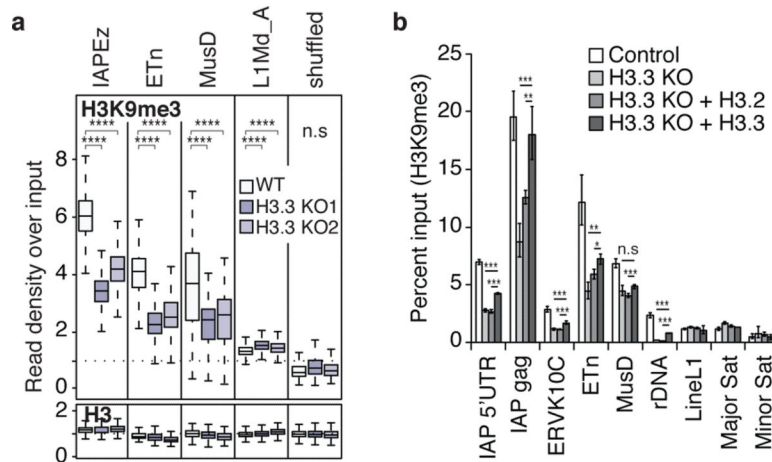 a
IAPEz
ETn
MusD
L1Md_A
shuffled
H3K9me3
**** **** **** ****
n.s
**** **** **** ****
WT
H3.3 KO1
H3.3 KO2
Read density over input
8
6
4
2
0
H3
2
1
0
b
Control
H3.3 KO
H3.3 KO + H3.2
H3.3 KO + H3.3
Percent input (H3K9me3)
25
20
15
10
5
0
***
**
***
***
***
***
**
*
n.s
***
***
***
IAP 5'UTR
IAP gag
ERVK10C
ETn
MusD
rDNA
LineL1
Major Sat
Minor Sat